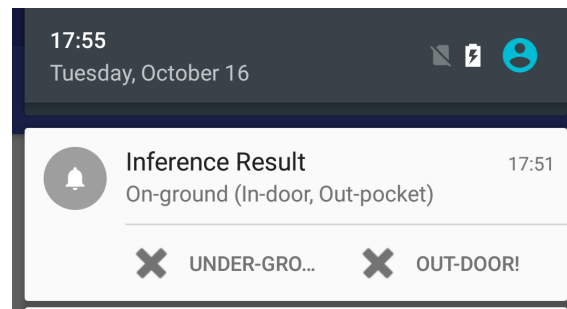 17:55
Tuesday, October 16
Inference Result 17:51
On-ground (In-door, Out-pocket)
UNDER-GRO... OUT-DOOR!